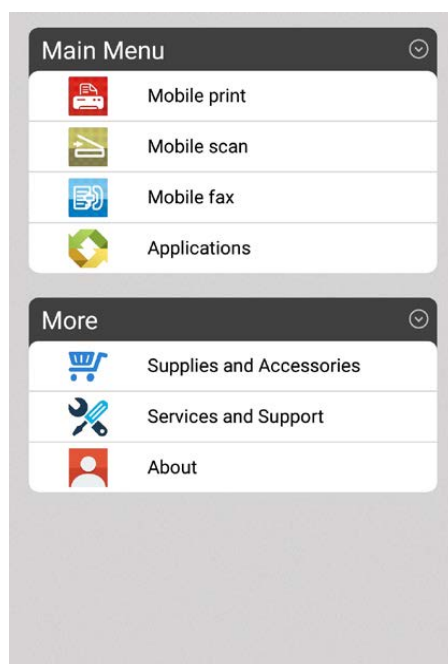 Main Menu
Mobile print
Mobile scan
Mobile fax
Applications
More
Supplies and Accessories
Services and Support
About